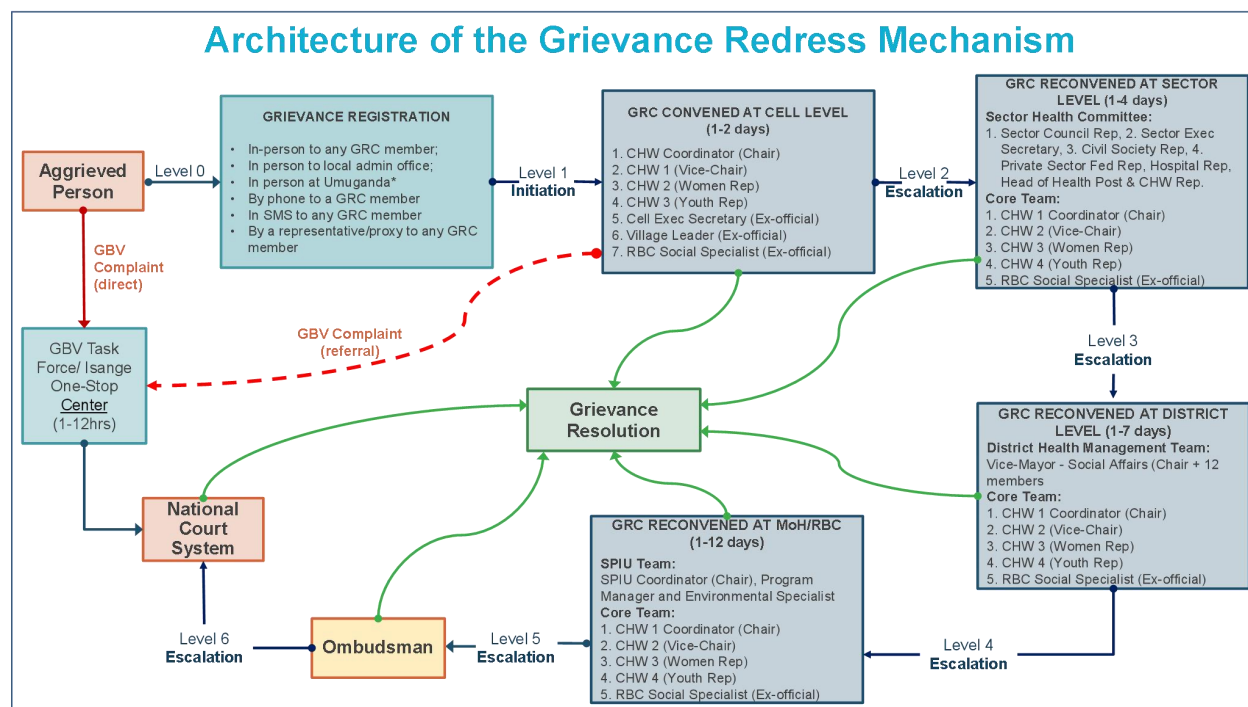 Architecture of the Grievance Redress Mechanism
Aggrieved
Person
Level 0
GRIEVANCE REGISTRATION
• In-person to any GRC member;
• In person to local admin office;
• In person at Umuganda*
• By phone to a GRC member
• In SMS to any GRC member
• By a representative/proxy to any GRC
member
Level 1
Initiation
GRC CONVENED AT CELL LEVEL
(1-2 days)
1. CHW Coordinator (Chair)
2. CHW 1 (Vice-Chair)
3. CHW 2 (Women Rep)
4. CHW 3 (Youth Rep)
5. Cell Exec Secretary (Ex-official)
6. Village Leader (Ex-official)
7. RBC Social Specialist (Ex-official)
Level 2
Escalation
GRC RECONVENED AT SECTOR
LEVEL (1-4 days)
Sector Health Committee:
1. Sector Council Rep, 2. Sector Exec
Secretary, 3. Civil Society Rep, 4.
Private Sector Fed Rep, Hospital Rep,
Head of Health Post & CHW Rep.
Core Team:
1. CHW 1 Coordinator (Chair)
2. CHW 2 (Vice-Chair)
3. CHW 3 (Women Rep)
4. CHW 4 (Youth Rep)
5. RBC Social Specialist (Ex-official)
GBV
Complaint
(direct)
GBV Complaint
(referral)
GBV Task
Force/ Isange
One-Stop
Center
(1-12hrs)
Level 3
Escalation
Grievance
Resolution
GRC RECONVENED AT DISTRICT
LEVEL (1-7 days)
District Health Management Team:
Vice-Mayor - Social Affairs (Chair + 12
members
Core Team:
1. CHW 1 Coordinator (Chair)
2. CHW 2 (Vice-Chair)
3. CHW 3 (Women Rep)
4. CHW 4 (Youth Rep)
5. RBC Social Specialist (Ex-official)
National
Court
System
GRC RECONVENED AT MoH/RBC
(1-12 days)
SPIU Team:
SPIU Coordinator (Chair), Program
Manager and Environmental Specialist
Core Team:
1. CHW 1 Coordinator (Chair)
2. CHW 2 (Vice-Chair)
3. CHW 3 (Women Rep)
4. CHW 4 (Youth Rep)
5. RBC Social Specialist (Ex-official)
Level 4
Escalation
Level 5
Escalation
Ombudsman
Level 6
Escalation